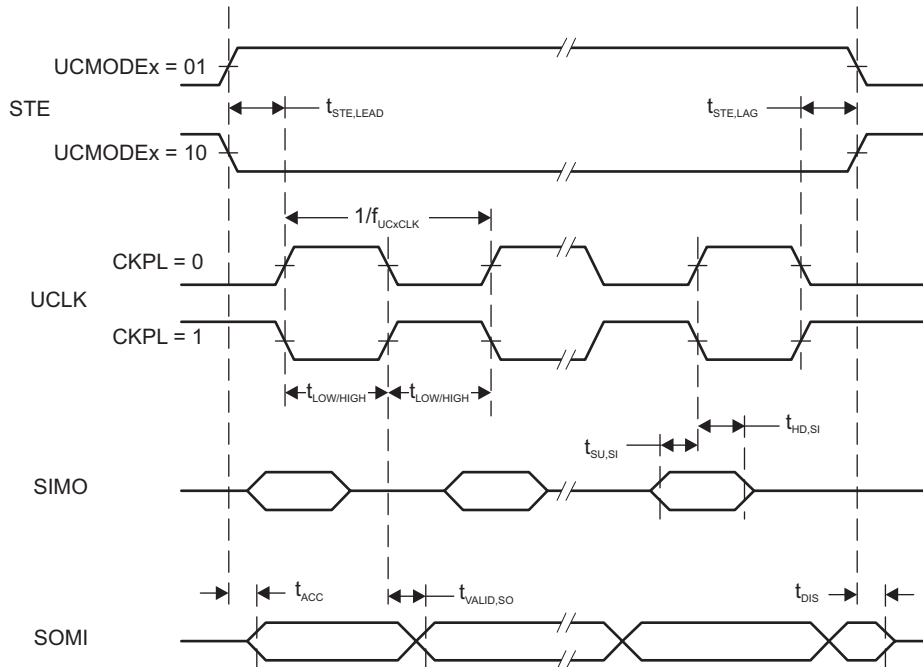 UCMODEx = 01
STE
t_STE,LEAD
t_STE,LAG
UCMODEx = 10
1/f_UCxCLK
CKPL = 0
UCLK
CKPL = 1
t_LOW/HIGH t_LOW/HIGH
t_HD,SI
t_SU,SI
SIMO
t_ACC
t_VALID,SO
t_DIS
SOMI